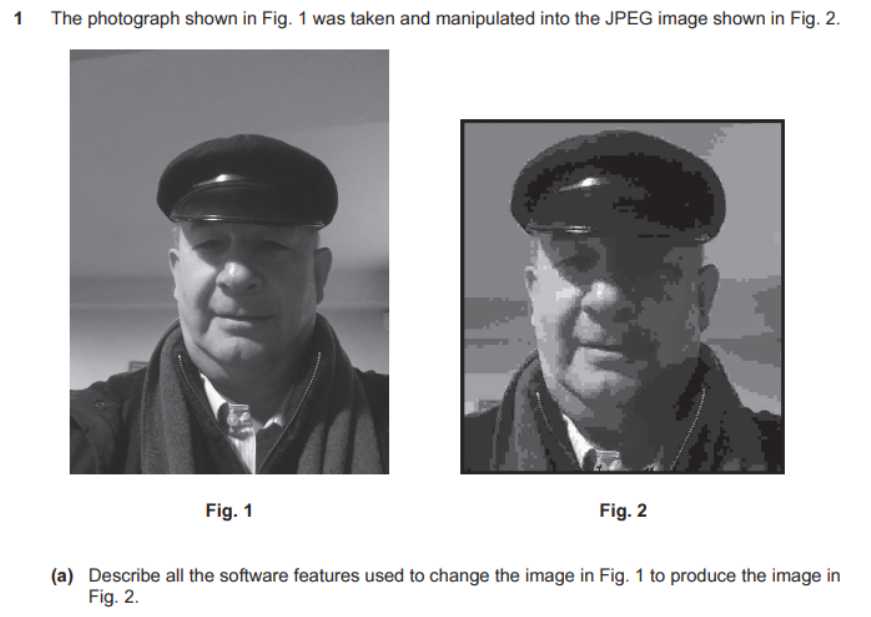 1 The photograph shown in Fig. 1 was taken and manipulated into the JPEG image shown in Fig. 2.
Fig. 1
Fig. 2
(a) Describe all the software features used to change the image in Fig. 1 to produce the image in
Fig. 2.